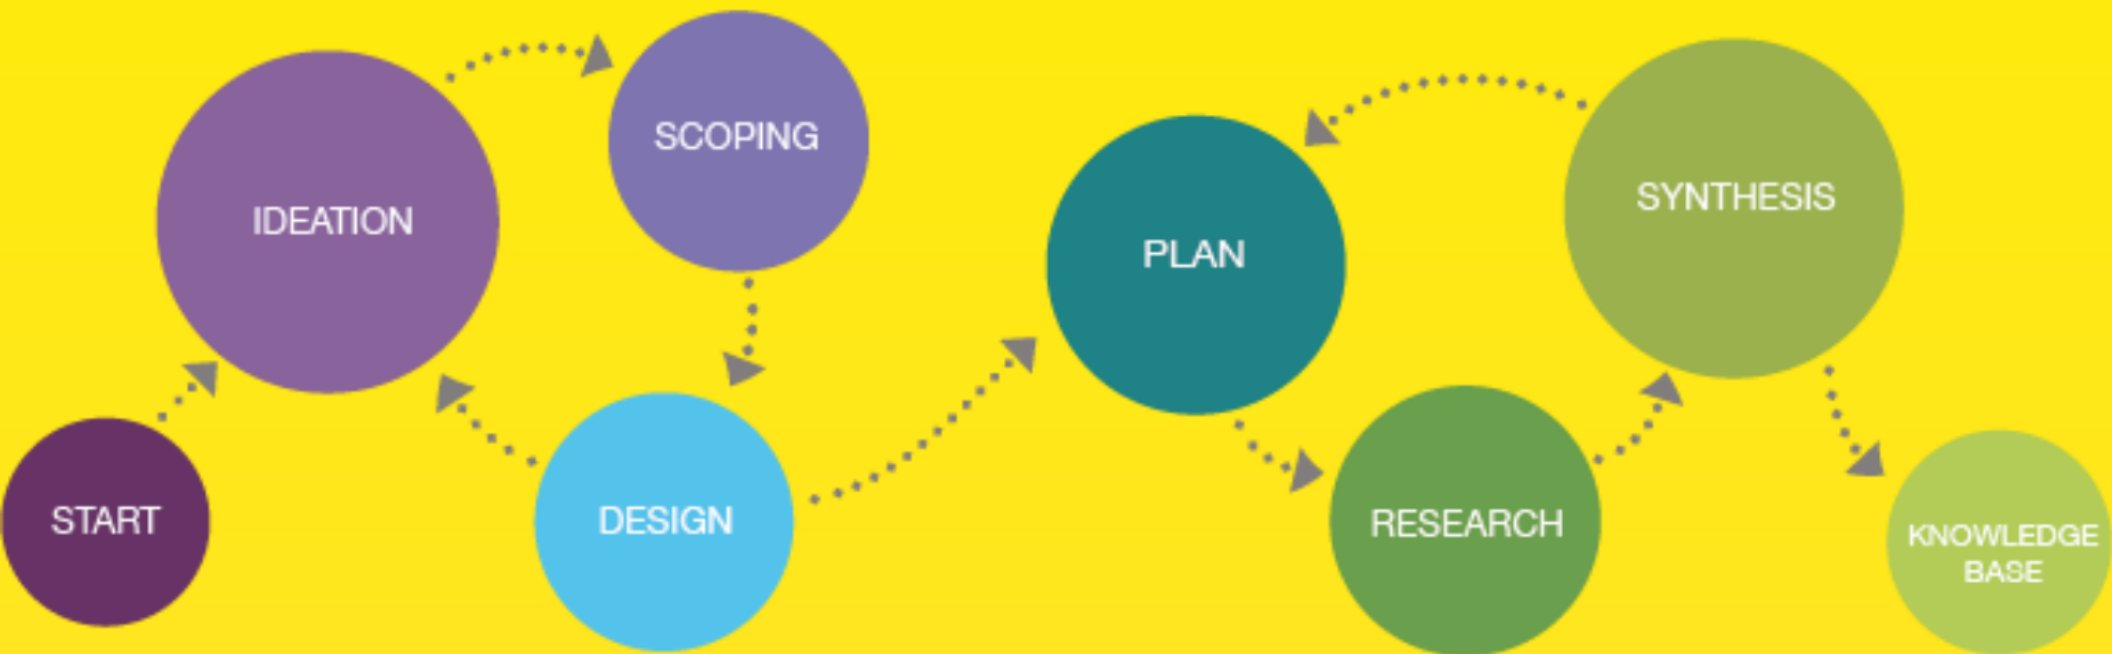 START
IDEATION
SCOPING
DESIGN
PLAN
RESEARCH
SYNTHESIS
KNOWLEDGE
BASE